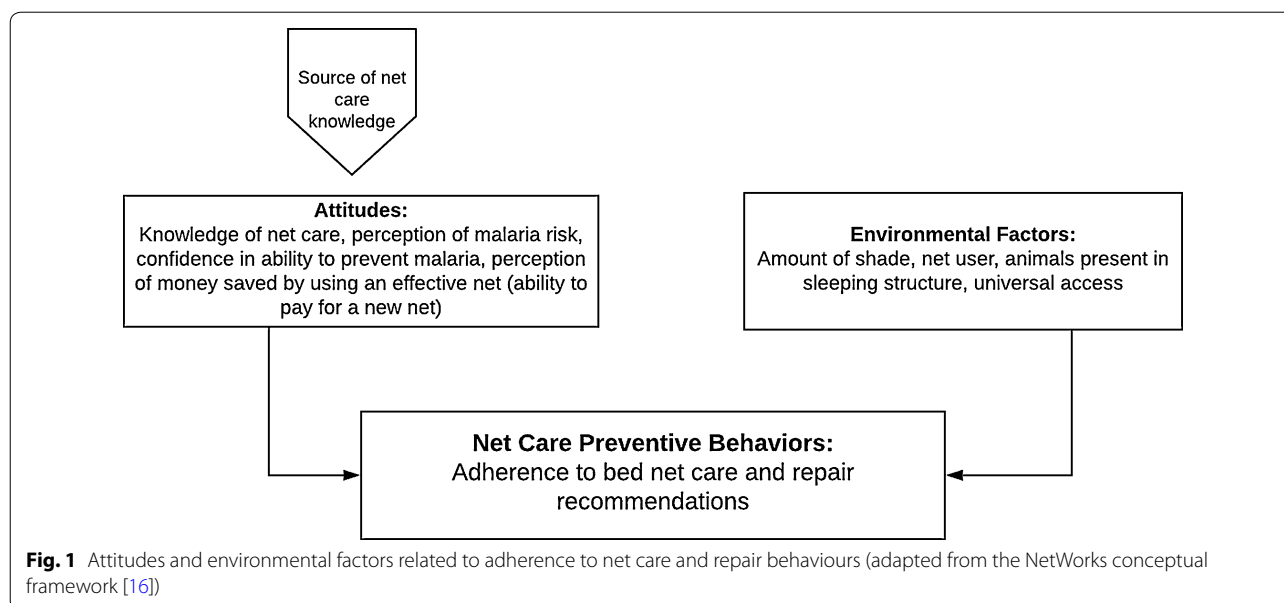 Source of net
care
knowledge
Attitudes:
Knowledge of net care, perception of malaria risk,
confidence in ability to prevent malaria, perception
of money saved by using an effective net (ability to
pay for a new net)
Environmental Factors:
Amount of shade, net user, animals present in
sleeping structure, universal access
Net Care Preventive Behaviors:
Adherence to bed net care and repair
recommendations
Fig. 1 Attitudes and environmental factors related to adherence to net care and repair behaviours (adapted from the NetWorks conceptual
framework [16])